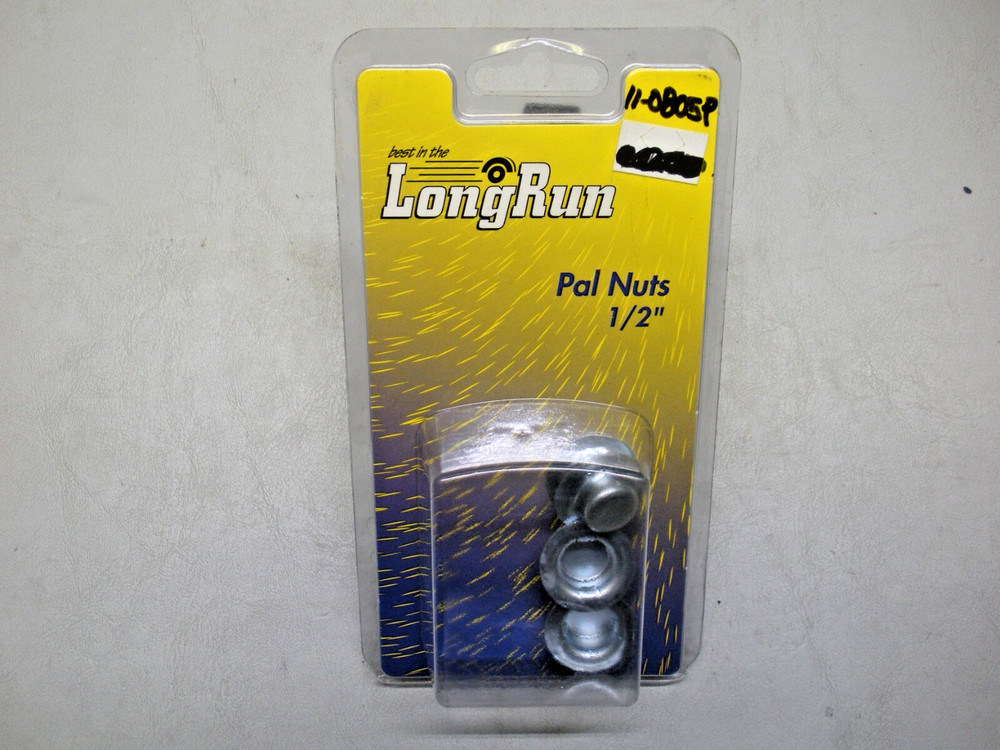 11-0805P
best in the
LongRun
Pal Nuts
1/2"